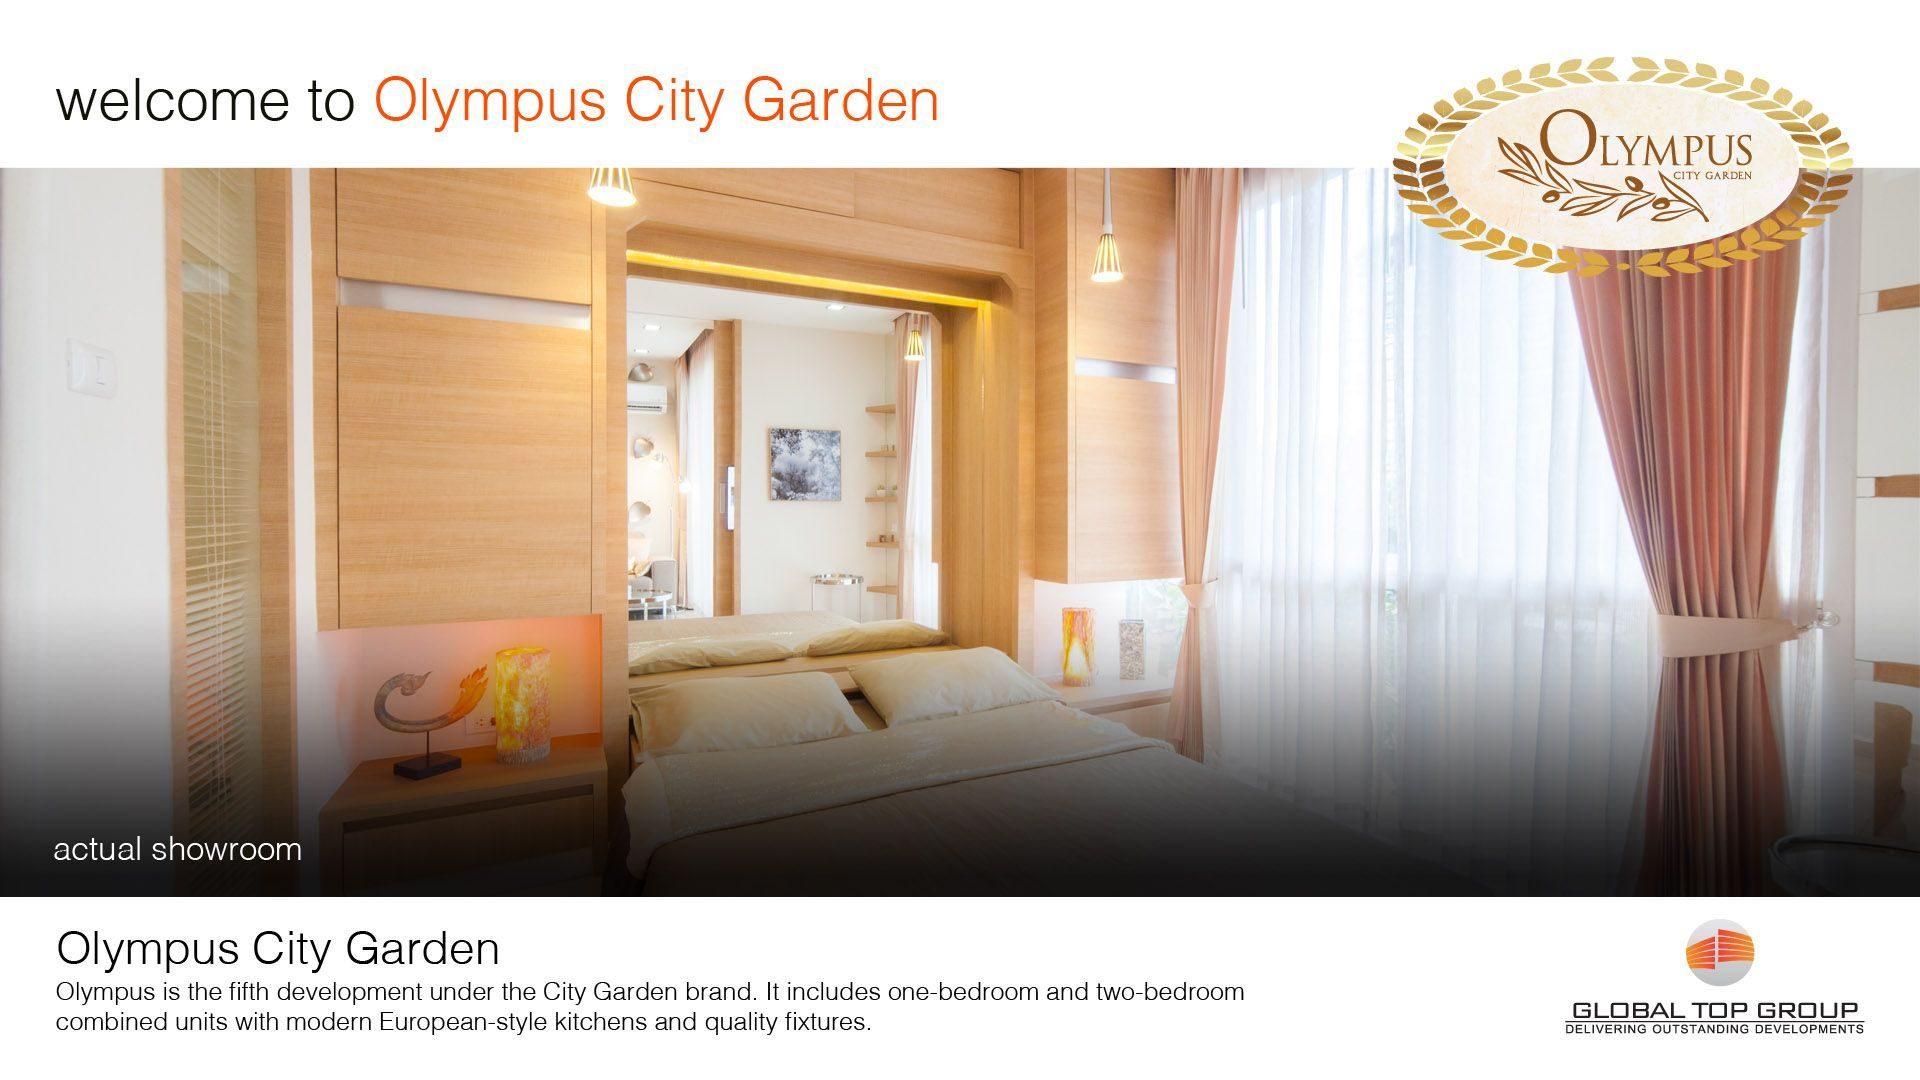 welcome to Olympus City Garden
OLYMPUS
CITY GARDEN
actual showroom
Olympus City Garden
Olympus is the fifth development under the City Garden brand. It includes one-bedroom and two-bedroom
combined units with modern European-style kitchens and quality fixtures.
GLOBAL TOP GROUP
DELIVERING OUTSTANDING DEVELOPMENTS